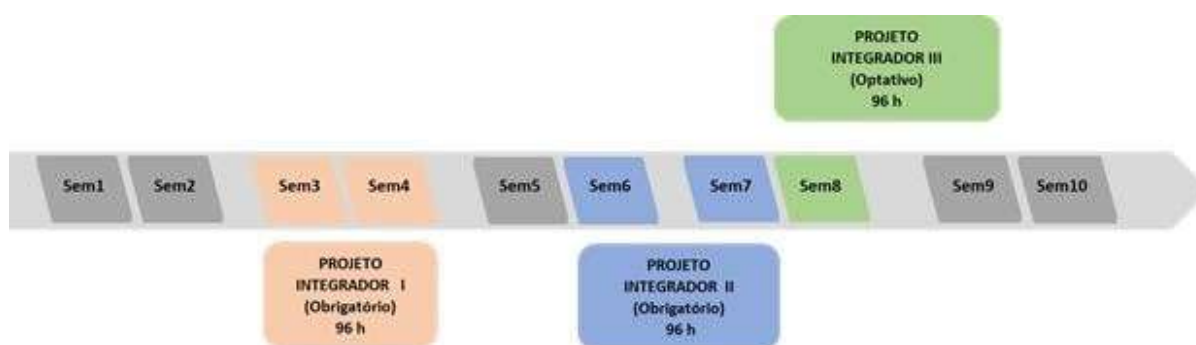 PROJETO
INTEGRADOR III
(Optativo)
96 h
Sem1 Sem2 Sem3 Sem4 Sem5 Sem6 Sem7 Sem8 Sem9 Sem10
PROJETO
INTEGRADOR I
(Obrigatório)
96 h
PROJETO
INTEGRADOR II
(Obrigatório)
96 h